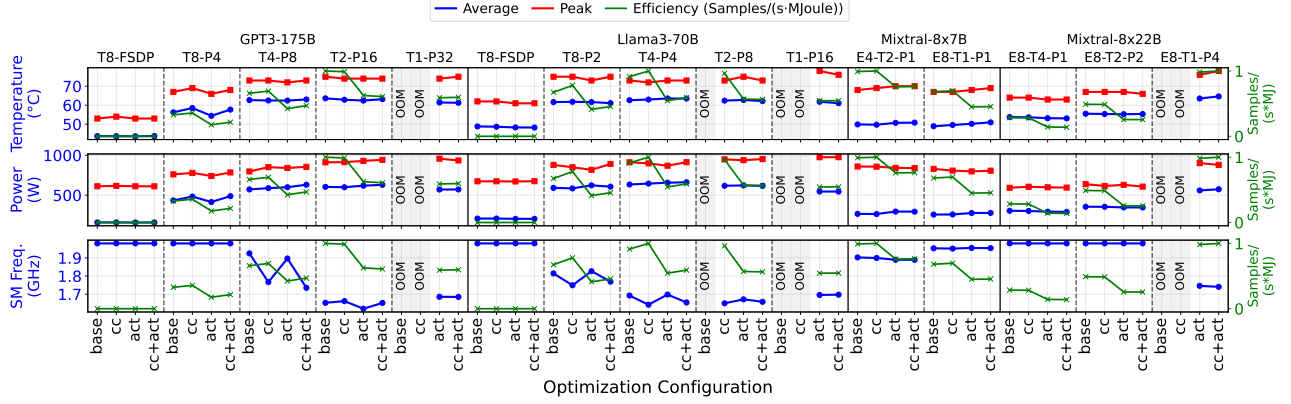 Average Peak Efficiency (Samples/(s·MJoule))
GPT3-175B Llama3-70B Mixtral-8x7B Mixtral-8x22B
T8-FSDP T8-P4 T4-P8 T2-P16 T1-P32 T8-FSDP T8-P2 T4-P4 T2-P8 T1-P16 E4-T2-P1 E8-T1-P1 E8-T4-P1 E8-T2-P2 E8-T1-P4
Temperature
(°C)
70
60
50
OOM OOM OOM OOM OOM OOM OOM
1
0
Samples/
(s*MJ)
Power
(W)
1000
500
OOM OOM OOM OOM OOM OOM OOM
1
0
Samples/
(s*MJ)
SM Freq.
(GHz)
1.9
1.8
1.7
OOM OOM OOM OOM OOM OOM OOM
1
0
Samples/
(s*MJ)
base cc act cc+act base cc act cc+act base cc act cc+act base cc act cc+act base cc act cc+act base cc act cc+act base cc act cc+act base cc act cc+act base cc act cc+act base cc act cc+act base cc act cc+act base cc act cc+act base cc act cc+act base cc act cc+act base cc act cc+act
Optimization Configuration